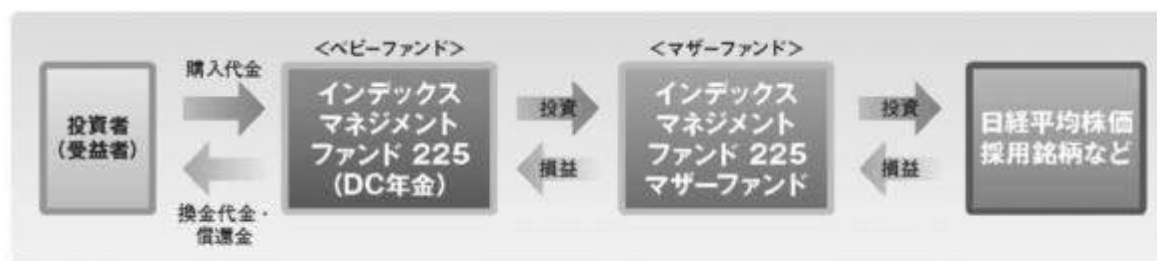 <ベビーファンド>
<マザーファンド>
投資者
(受益者)
購入代金
換金代金・
償還金
インデックス
マネジメント
ファンド 225
(DC年金)
投資
損益
インデックス
マネジメント
ファンド 225
マザーファンド
投資
損益
日経平均株価
採用銘柄など